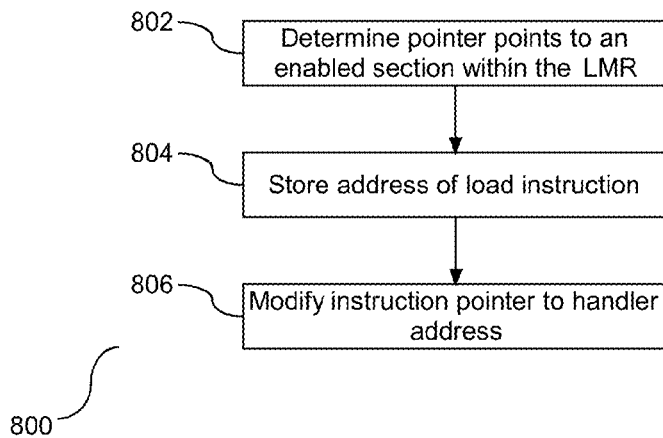 802
Determine pointer points to an
enabled section within the LMR
804
Store address of load instruction
806
Modify instruction pointer to handler
address
800